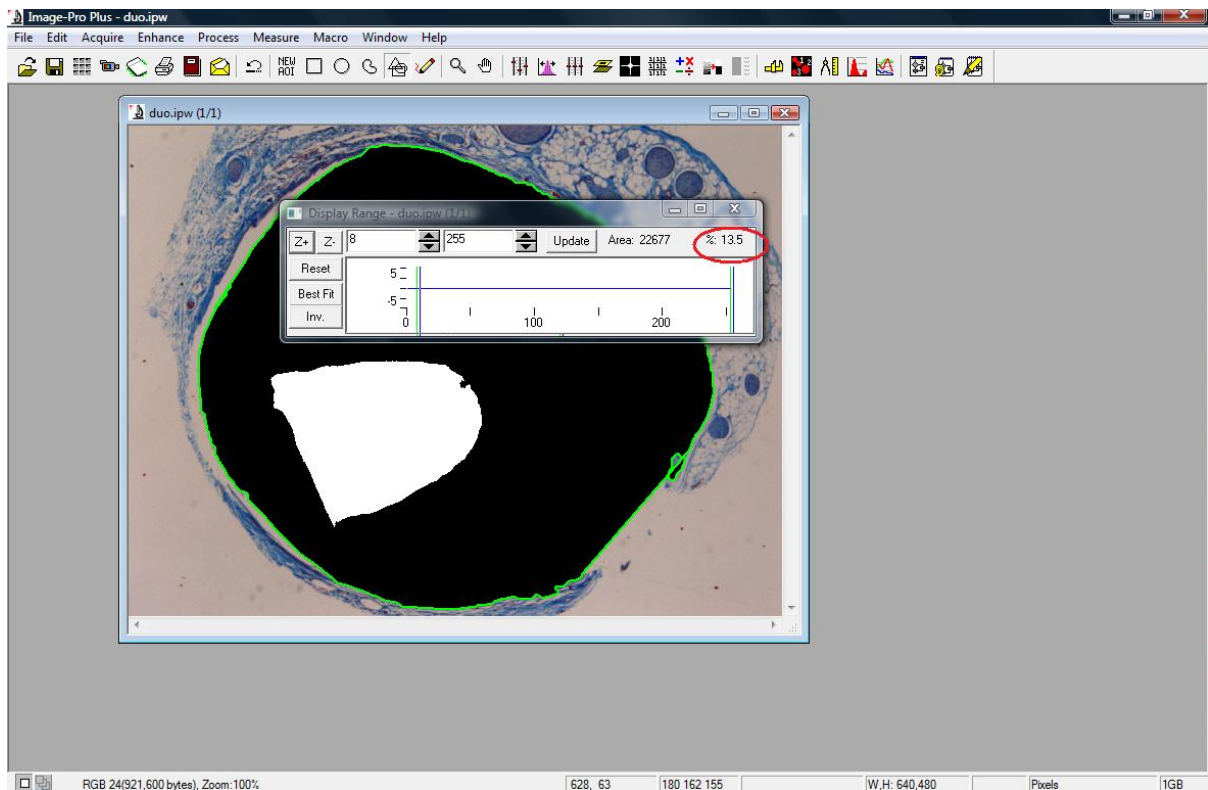 Image-Pro Plus - duo.ipw
File Edit Acquire Enhance Process Measure Macro Window Help
NEW AOI
duo.ipw (1/1)
Display Range - duo.ipw (1/1)
Z+ Z- 8 255 Update Area: 22677 %: 13.5
Reset
Best Fit
Inv.
5
-5
0 100 200
RGB 24(921,600 bytes), Zoom:100% 628, 63 180 162 155 W,H: 640,480 Pixels 1GB